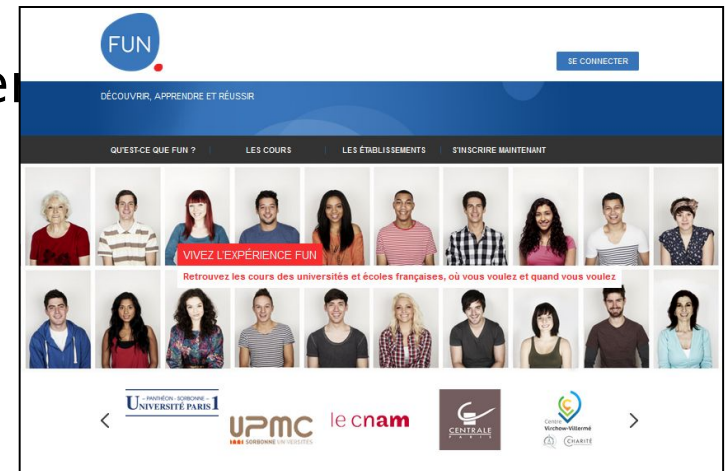 er
FUN
SE CONNECTER
DÉCOUVRIR, APPRENDRE ET RÉUSSIR
QU'EST-CE QUE FUN ?
LES COURS
LES ÉTABLISSEMENTS
S'INSCRIRE MAINTENANT
VIVEZ L'EXPÉRIENCE FUN
Retrouvez les cours des universités et écoles françaises, où vous voulez et quand vous voulez
U - PANTHÉON - SORBONNE -
UNIVERSITÉ PARIS 1
UPMC
SORBONNE UNIVERSITÉS
le cnam
CENTRALE
PARIS
Centre
Virchow-Villermé
CHARITÉ